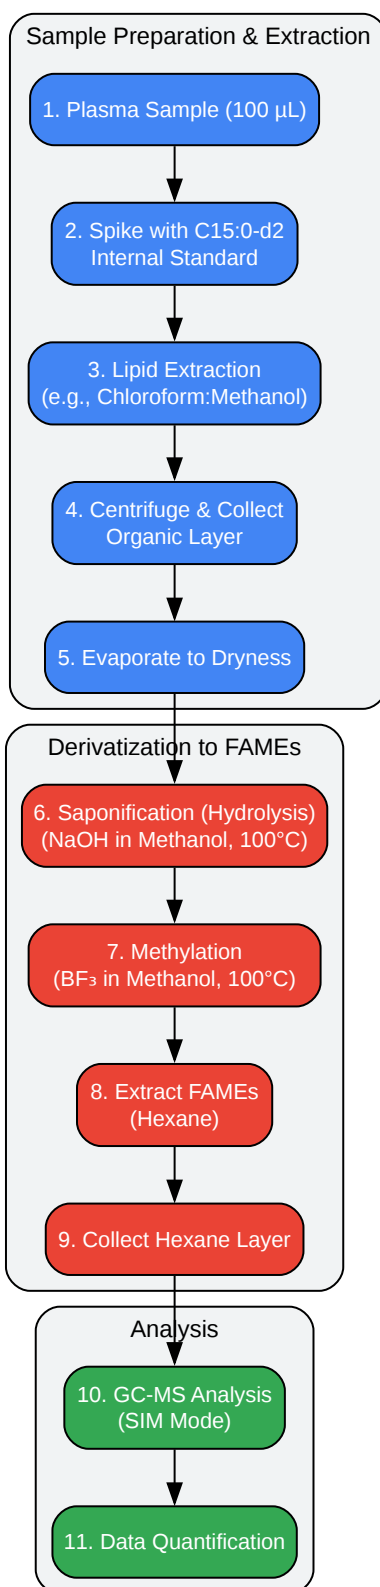 Sample Preparation & Extraction
1. Plasma Sample (100 µL)
2. Spike with C15:0-d2
Internal Standard
3. Lipid Extraction
(e.g., Chloroform:Methanol)
4. Centrifuge & Collect
Organic Layer
5. Evaporate to Dryness
Derivatization to FAMEs
6. Saponification (Hydrolysis)
(NaOH in Methanol, 100°C)
7. Methylation
(BF₃ in Methanol, 100°C)
8. Extract FAMEs
(Hexane)
9. Collect Hexane Layer
Analysis
10. GC-MS Analysis
(SIM Mode)
11. Data Quantification